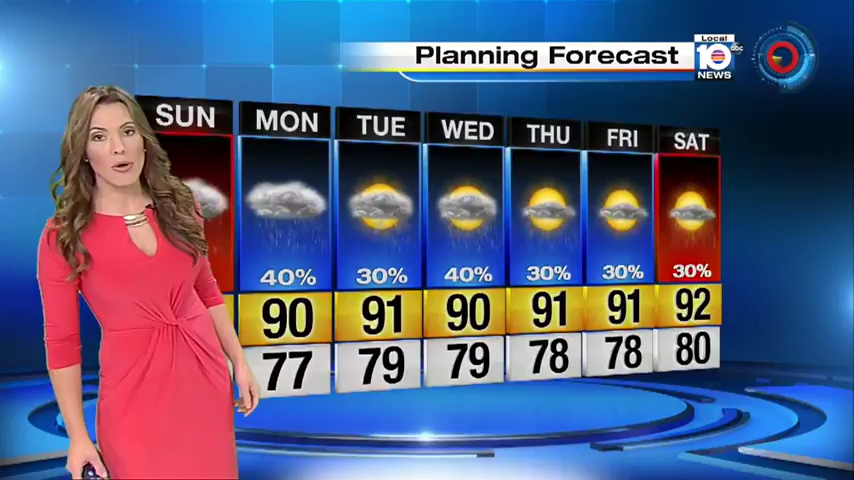 Planning Forecast
Local
10
abc
NEWS
SUN MON TUE WED THU FRI SAT
40% 30% 40% 30% 30% 30%
90 91 90 91 91 92
77 79 79 78 78 80